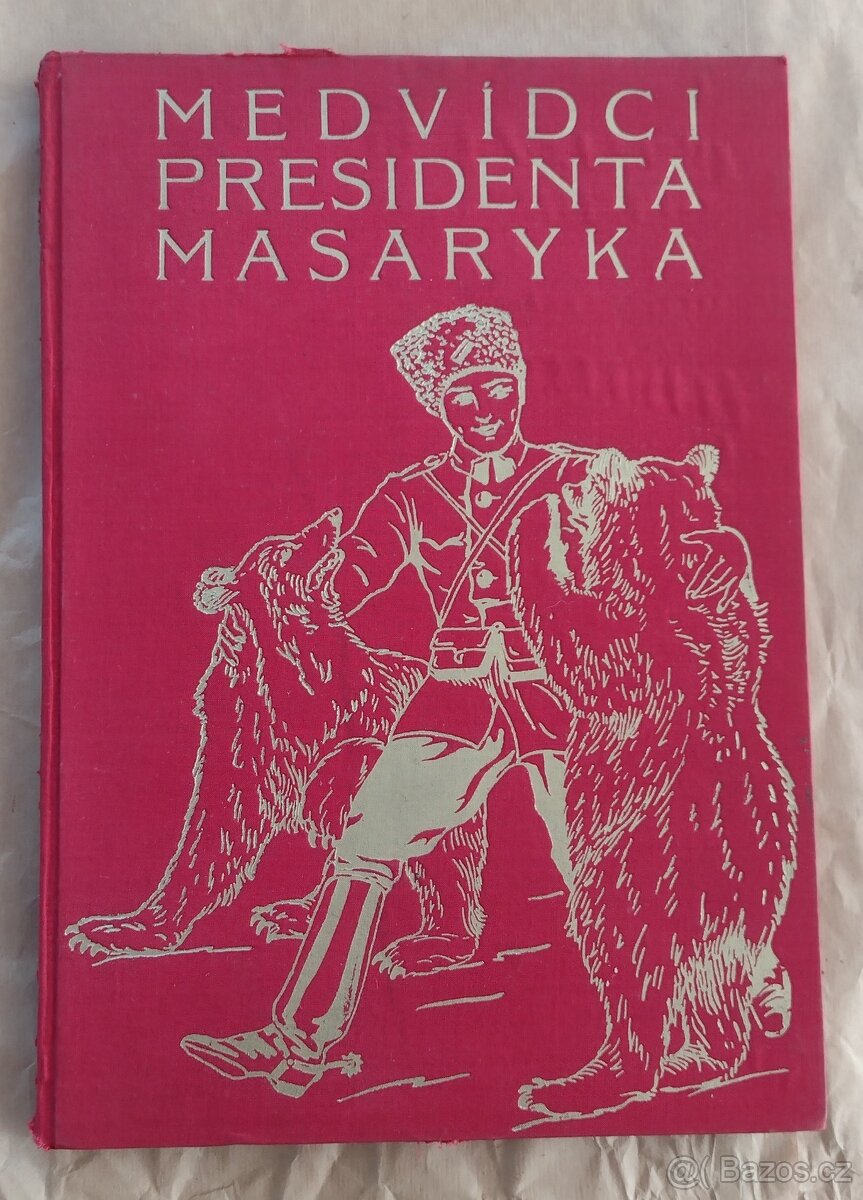 MEDVÍDCI
PRESIDENTA
MASARYKA
@( Bazos.cz